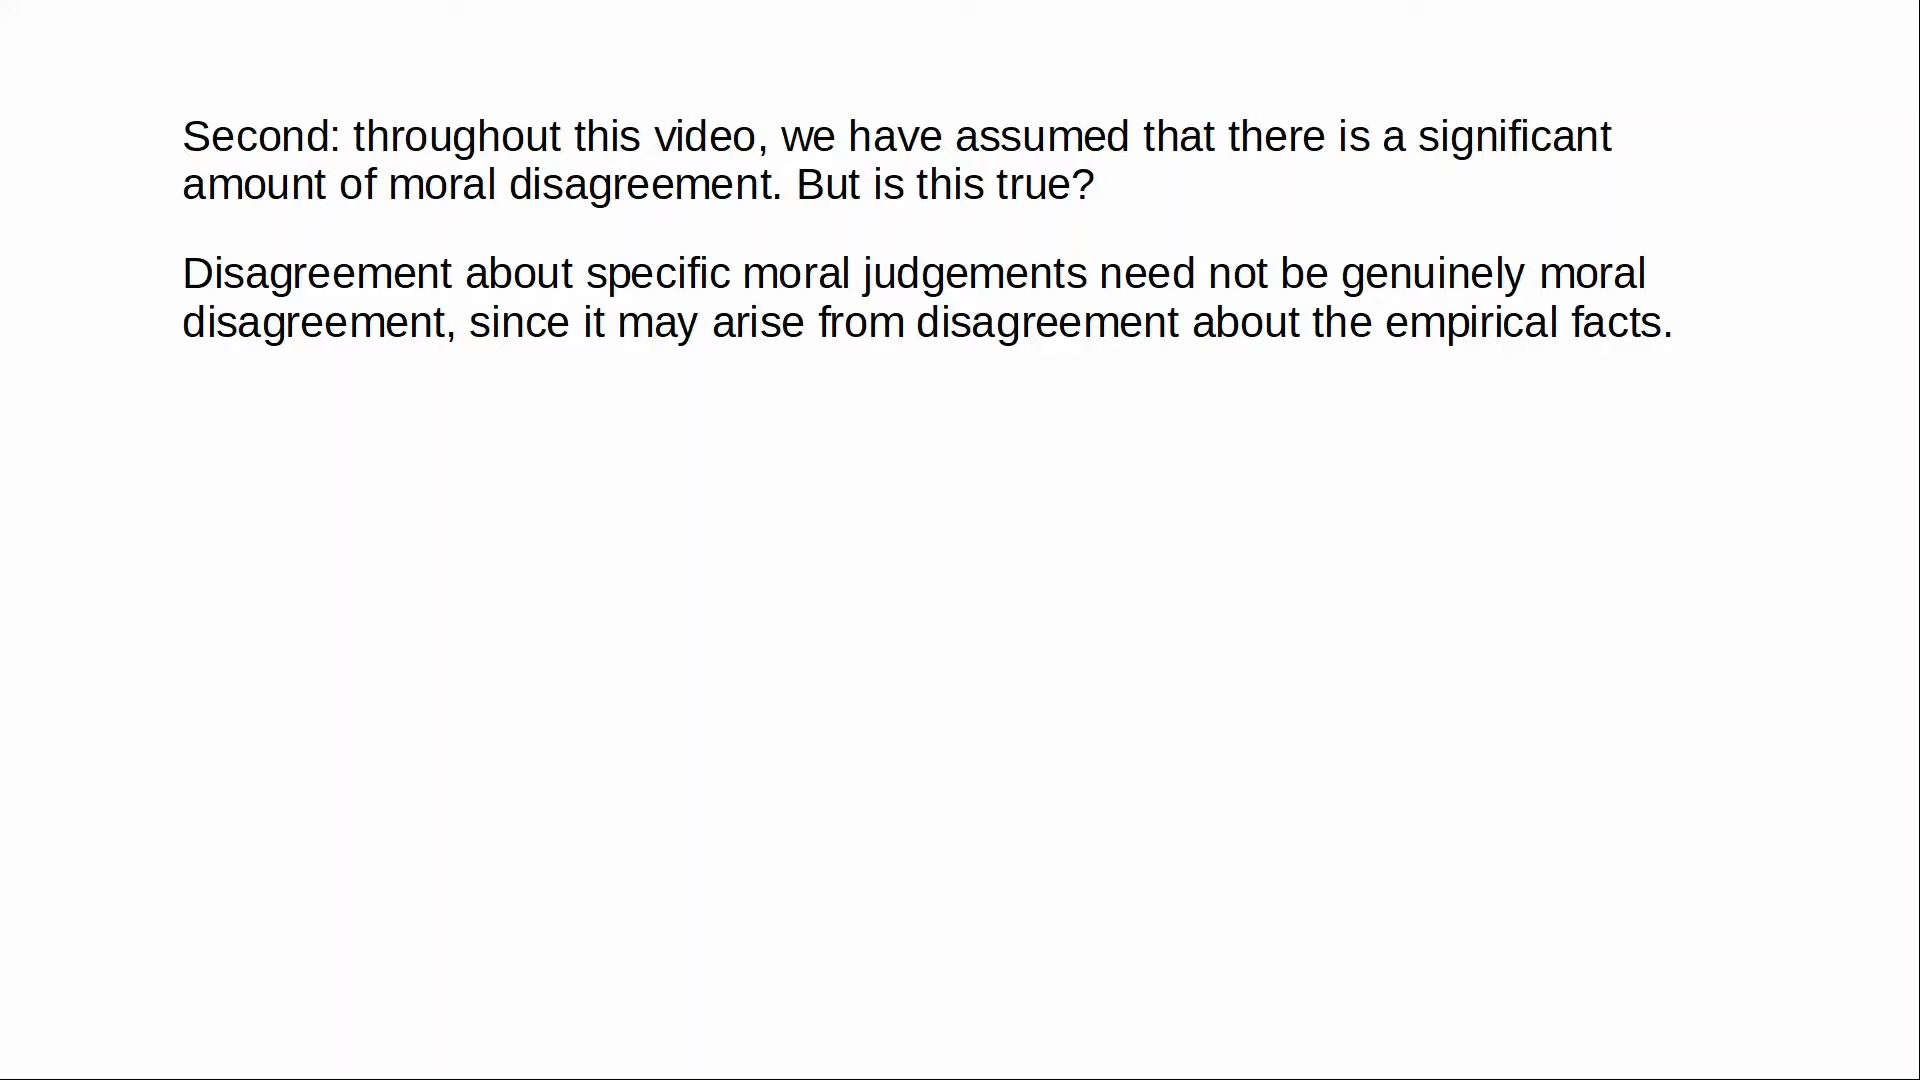 Second: throughout this video, we have assumed that there is a significant
amount of moral disagreement. But is this true?
Disagreement about specific moral judgements need not be genuinely moral
disagreement, since it may arise from disagreement about the empirical facts.